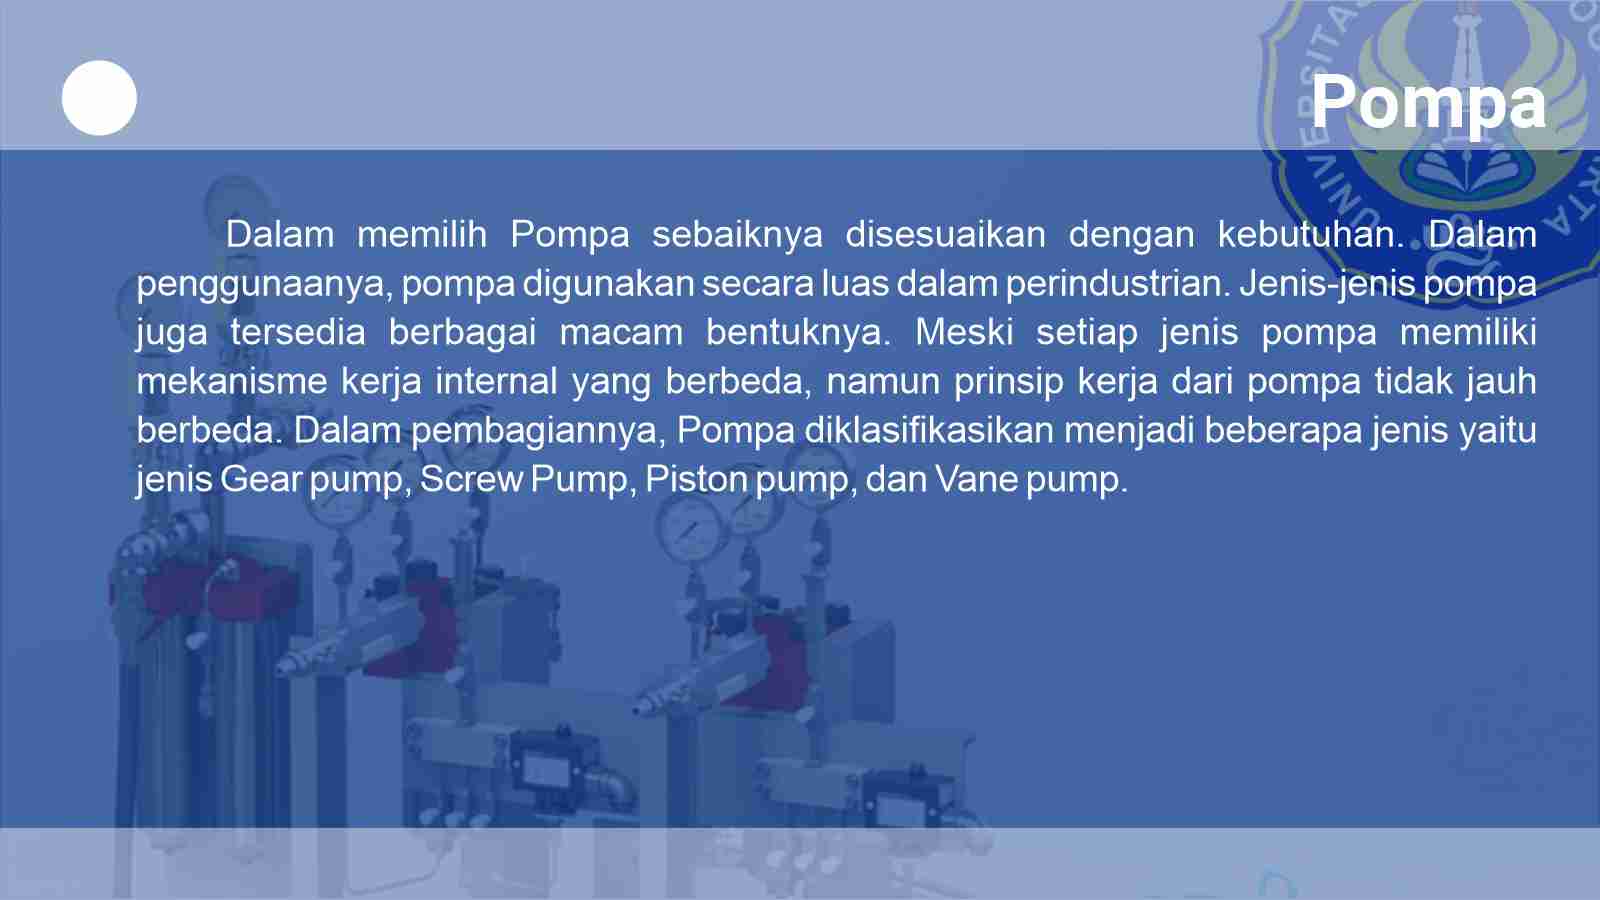 Pompa
Dalam memilih Pompa sebaiknya disesuaikan dengan kebutuhan. Dalam
penggunaanya, pompa digunakan secara luas dalam perindustrian. Jenis-jenis pompa
juga tersedia berbagai macam bentuknya. Meski setiap jenis pompa memiliki
mekanisme kerja internal yang berbeda, namun prinsip kerja dari pompa tidak jauh
berbeda. Dalam pembagiannya, Pompa diklasifikasikan menjadi beberapa jenis yaitu
jenis Gear pump, Screw Pump, Piston pump, dan Vane pump.
UNIVERSITAS